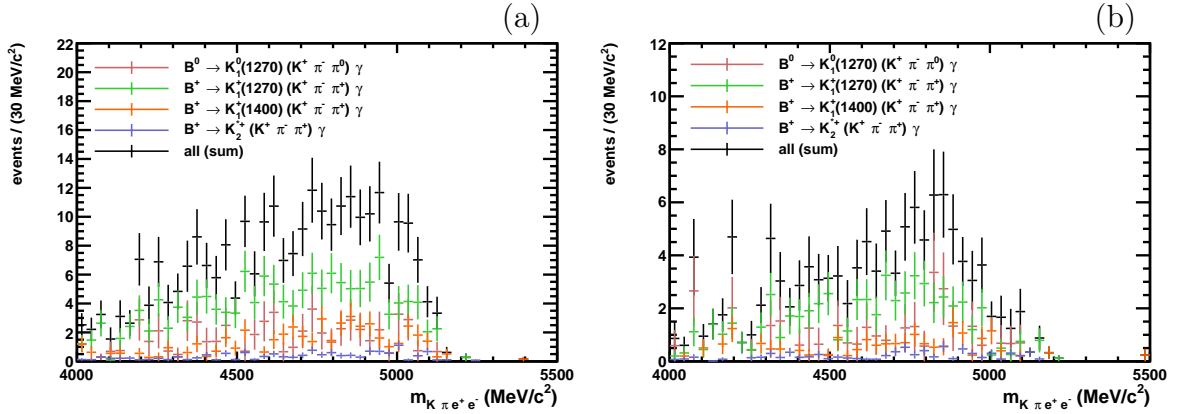 (a)
events / (30 MeV/c²)
22
20
18
16
14
12
10
8
6
4
2
0
B⁰ → K₁⁰(1270) (K⁺ π⁻ π⁰) γ
B⁺ → K₁⁺(1270) (K⁺ π⁻ π⁺) γ
B⁺ → K₁⁺(1400) (K⁺ π⁻ π⁺) γ
B⁺ → K₂*⁺ (K⁺ π⁻ π⁺) γ
all (sum)
4000 4500 5000 5500
m K π e⁺ e⁻ (MeV/c²)
(b)
events / (30 MeV/c²)
12
10
8
6
4
2
0
B⁰ → K₁⁰(1270) (K⁺ π⁻ π⁰) γ
B⁺ → K₁⁺(1270) (K⁺ π⁻ π⁺) γ
B⁺ → K₁⁺(1400) (K⁺ π⁻ π⁺) γ
B⁺ → K₂*⁺ (K⁺ π⁻ π⁺) γ
all (sum)
4000 4500 5000 5500
m K π e⁺ e⁻ (MeV/c²)